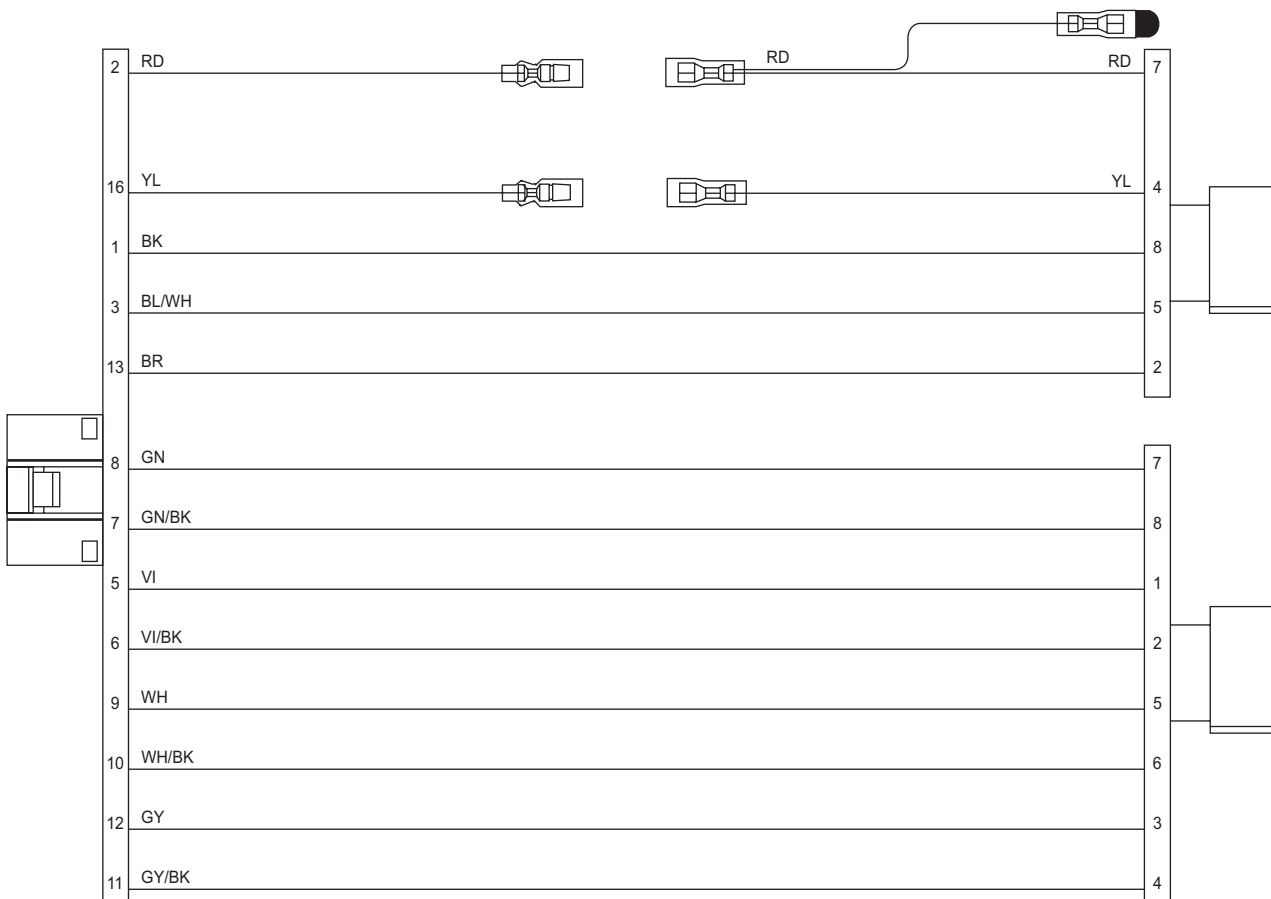 2 RD RD RD 7
16 YL YL 4
1 BK 8
3 BL/WH 5
13 BR 2
8 GN 7
7 GN/BK 8
5 VI 1
6 VI/BK 2
9 WH 5
10 WH/BK 6
12 GY 3
11 GY/BK 4